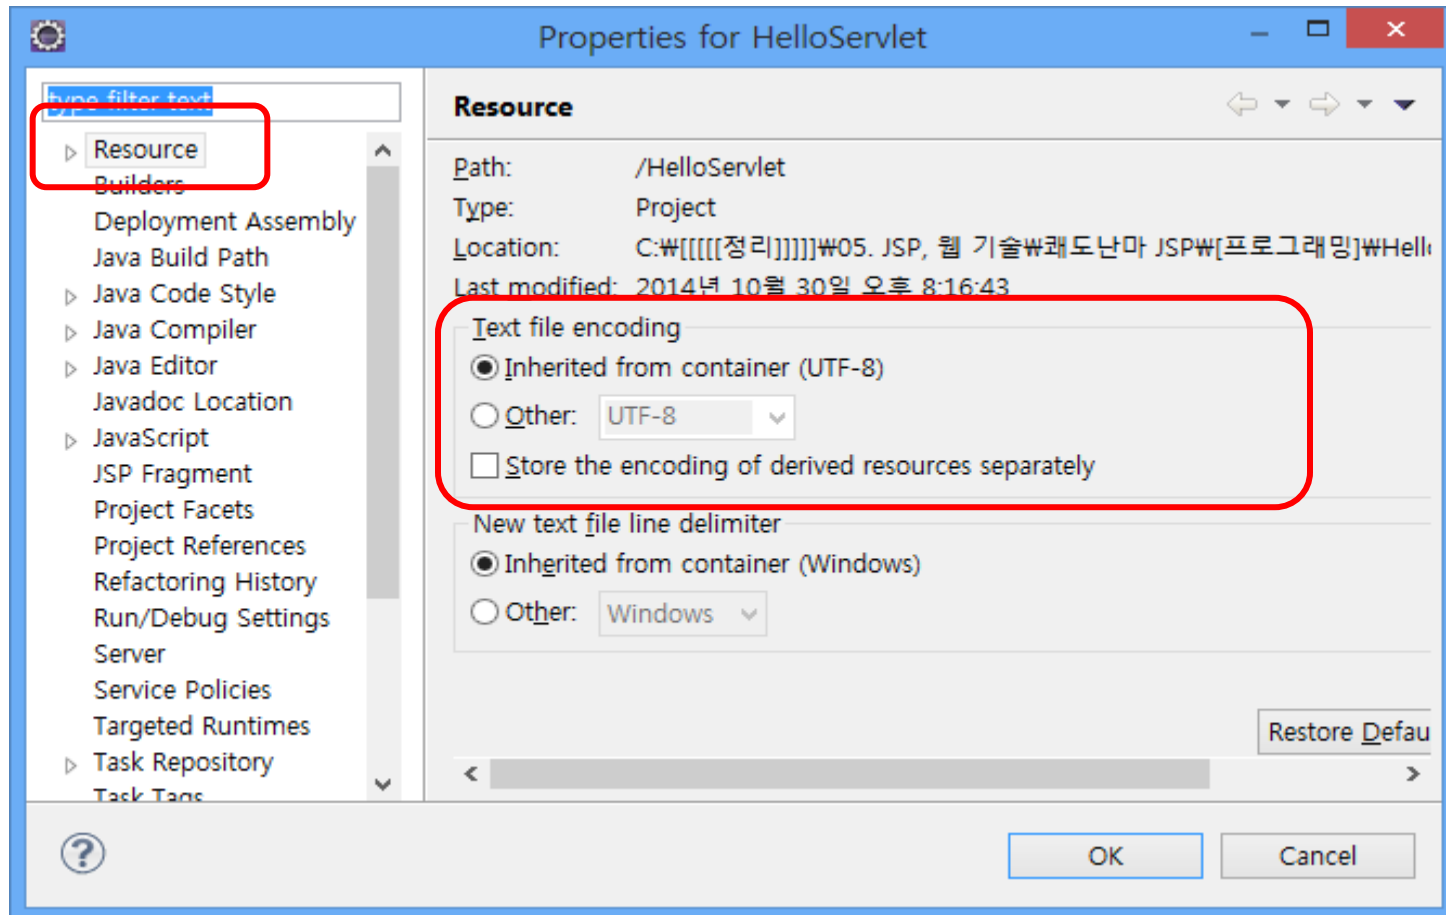 Properties for HelloServlet
type filter text
Resource
Builders
Deployment Assembly
Java Build Path
Java Code Style
Java Compiler
Java Editor
Javadoc Location
JavaScript
JSP Fragment
Project Facets
Project References
Refactoring History
Run/Debug Settings
Server
Service Policies
Targeted Runtimes
Task Repository
Task Tags
Resource
Path: /HelloServlet
Type: Project
Location: C:₩[[[[[정리]]]]]₩05. JSP, 웹 기술₩쾌도난마 JSP₩[프로그래밍]₩Hell
Last modified: 2014년 10월 30일 오후 8:16:43
Text file encoding
Inherited from container (UTF-8)
Other: UTF-8
Store the encoding of derived resources separately
New text file line delimiter
Inherited from container (Windows)
Other: Windows
Restore Defau
OK Cancel